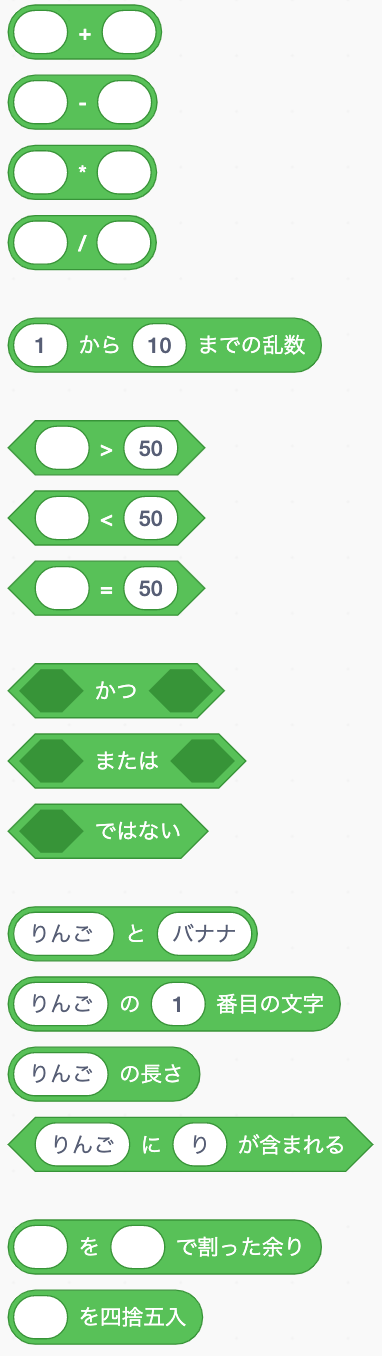 +
-
*
/
1 から 10 までの乱数
> 50
< 50
= 50
かつ
または
ではない
りんご と バナナ
りんご の 1 番目の文字
りんご の長さ
りんご に り が含まれる
を で割った余り
を四捨五入